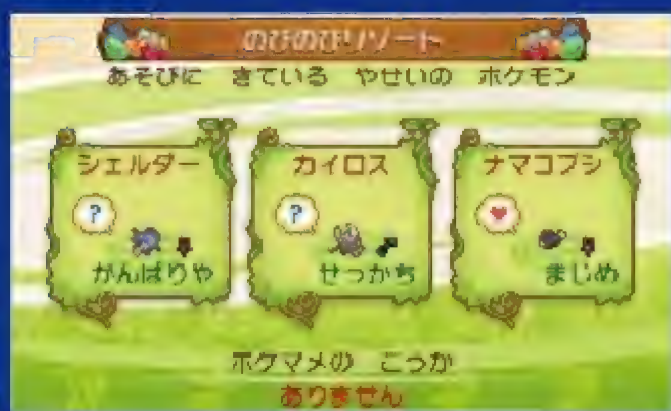 のびのびリゾート
あそびに きている やせいの ポケモン
シェルダー
カイロス
ナマコブシ
?
?
がんばりや
せっかち
まじめ
ポケマメの こうか
ありません